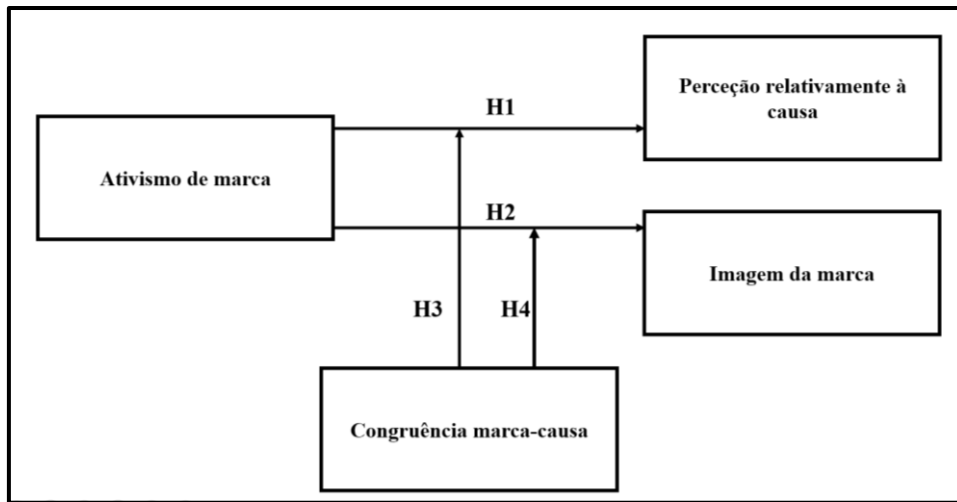 Perceção relativamente à
causa
H1
Ativismo de marca
H2
Imagem da marca
H3
H4
Congruência marca-causa